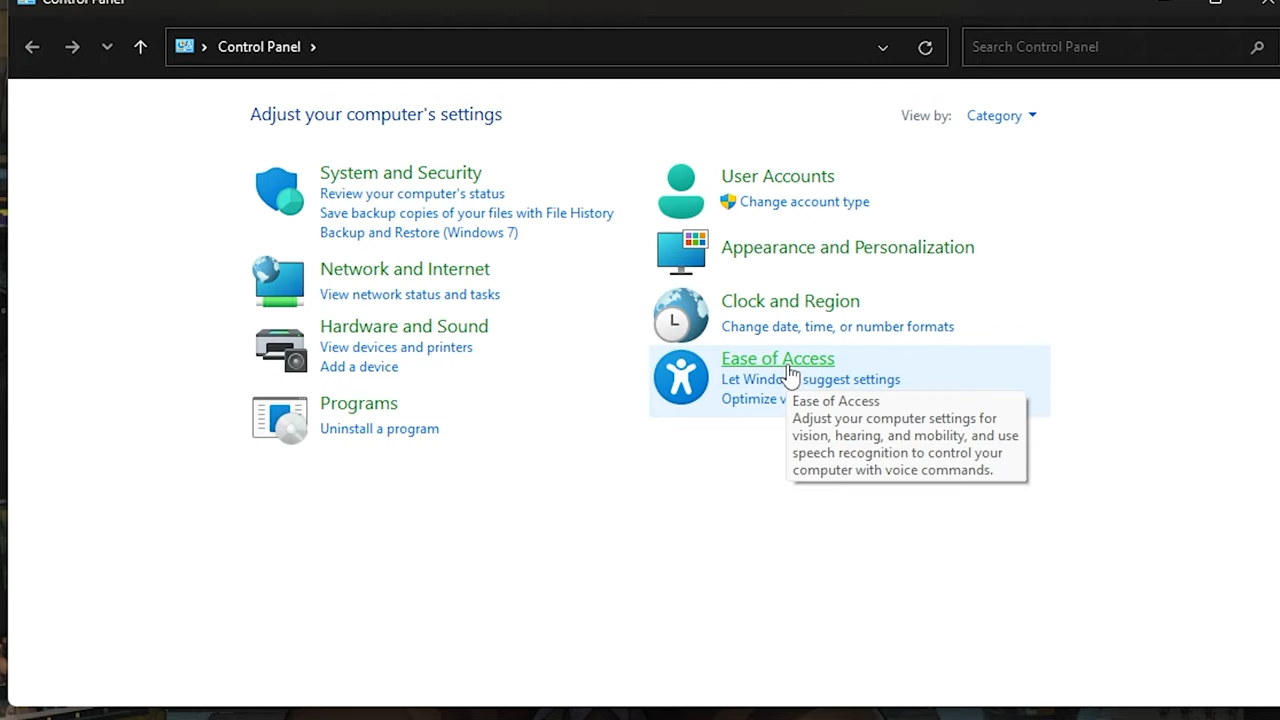 Control Panel
Control Panel
Search Control Panel
Adjust your computer's settings
View by: Category
System and Security
Review your computer's status
Save backup copies of your files with File History
Backup and Restore (Windows 7)
Network and Internet
View network status and tasks
Hardware and Sound
View devices and printers
Add a device
Programs
Uninstall a program
User Accounts
Change account type
Appearance and Personalization
Clock and Region
Change date, time, or number formats
Ease of Access
Let Windo suggest settings
Optimize v
Ease of Access
Adjust your computer settings for
vision, hearing, and mobility, and use
speech recognition to control your
computer with voice commands.